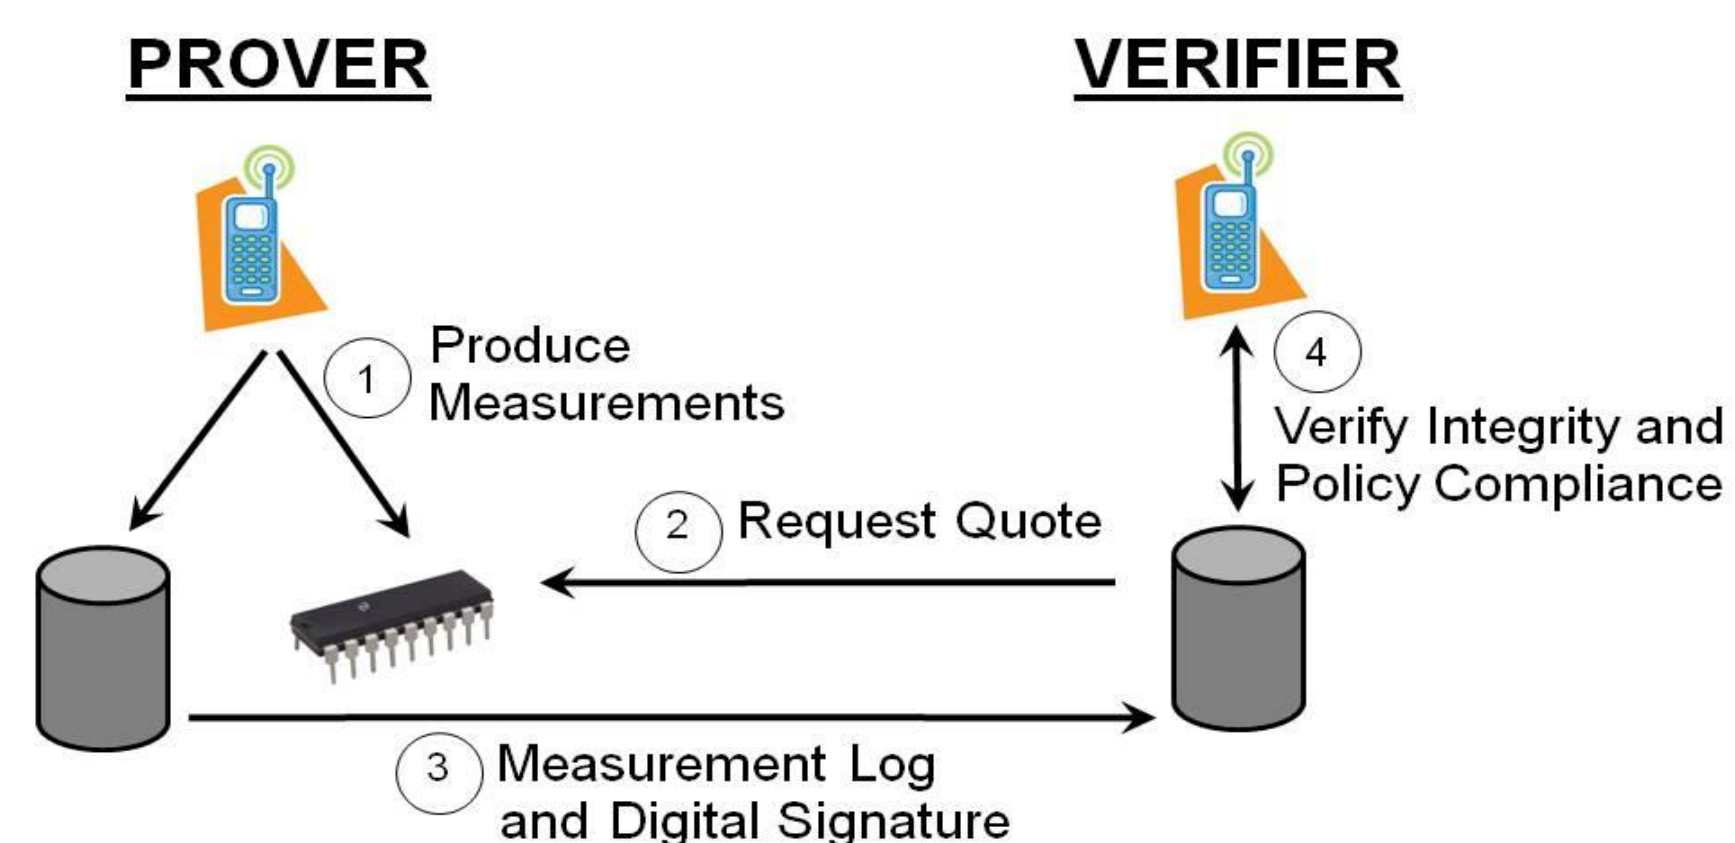 PROVER
VERIFIER
1
Produce
Measurements
4
Verify Integrity and
Policy Compliance
2
Request Quote
3
Measurement Log
and Digital Signature